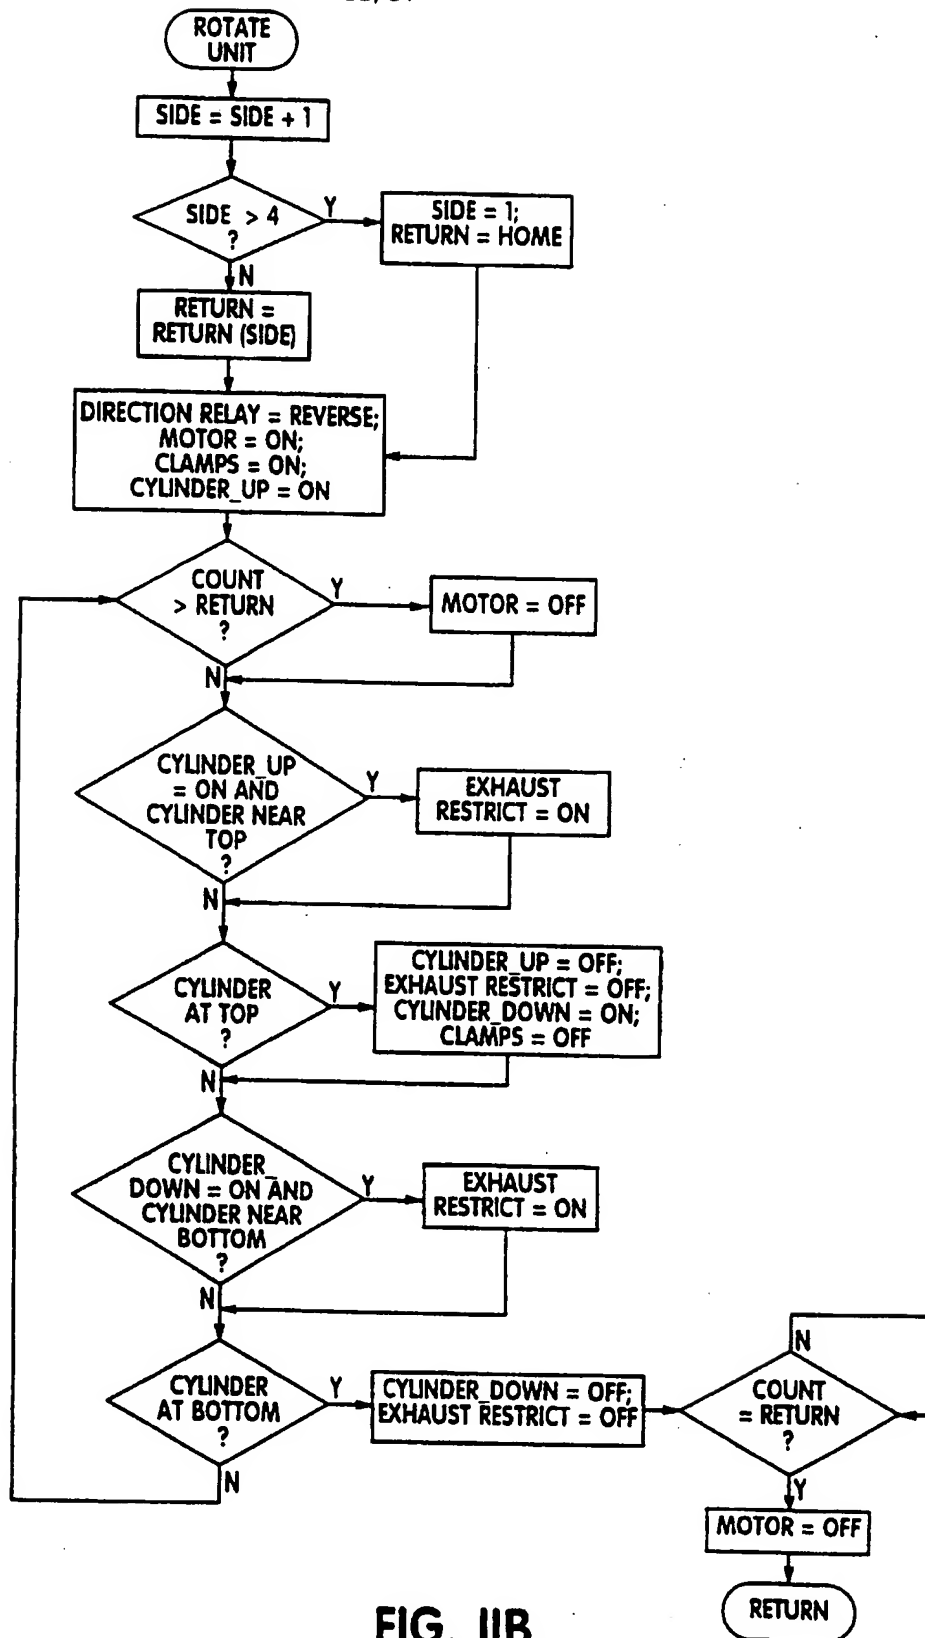 ROTATE
UNIT
SIDE = SIDE + 1
SIDE > 4
?
Y
SIDE = 1;
RETURN = HOME
N
RETURN =
RETURN (SIDE)
DIRECTION RELAY = REVERSE;
MOTOR = ON;
CLAMPS = ON;
CYLINDER_UP = ON
COUNT
> RETURN
?
Y
MOTOR = OFF
N
CYLINDER_UP
= ON AND
CYLINDER NEAR
TOP
?
Y
EXHAUST
RESTRICT = ON
N
CYLINDER
AT TOP
?
Y
CYLINDER_UP = OFF;
EXHAUST RESTRICT = OFF;
CYLINDER_DOWN = ON;
CLAMPS = OFF
N
CYLINDER_
DOWN = ON AND
CYLINDER NEAR
BOTTOM
?
Y
EXHAUST
RESTRICT = ON
N
CYLINDER
AT BOTTOM
?
Y
CYLINDER_DOWN = OFF;
EXHAUST RESTRICT = OFF
N
COUNT
= RETURN
?
N
Y
MOTOR = OFF
RETURN
FIG. 11B